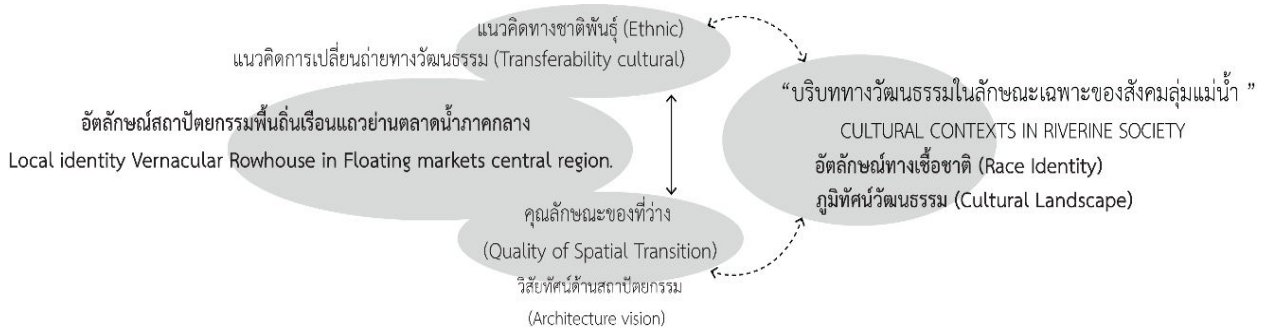 แนวคิดทางชาติพันธุ์ (Ethnic)
แนวคิดการเปลี่ยนถ่ายทางวัฒนธรรม (Transferability cultural)
อัตลักษณ์สถาปัตยกรรมพื้นถิ่นเรือนแถวย่านตลาดน้ำภาคกลาง
Local identity Vernacular Rowhouse in Floating markets central region.
คุณลักษณะของที่ว่าง
(Quality of Spatial Transition)
วิสัยทัศน์ด้านสถาปัตยกรรม
(Architecture vision)
“บริบททางวัฒนธรรมในลักษณะเฉพาะของสังคมลุ่มแม่น้ำ ”
CULTURAL CONTEXTS IN RIVERINE SOCIETY
อัตลักษณ์ทางเชื้อชาติ (Race Identity)
ภูมิทัศน์วัฒนธรรม (Cultural Landscape)